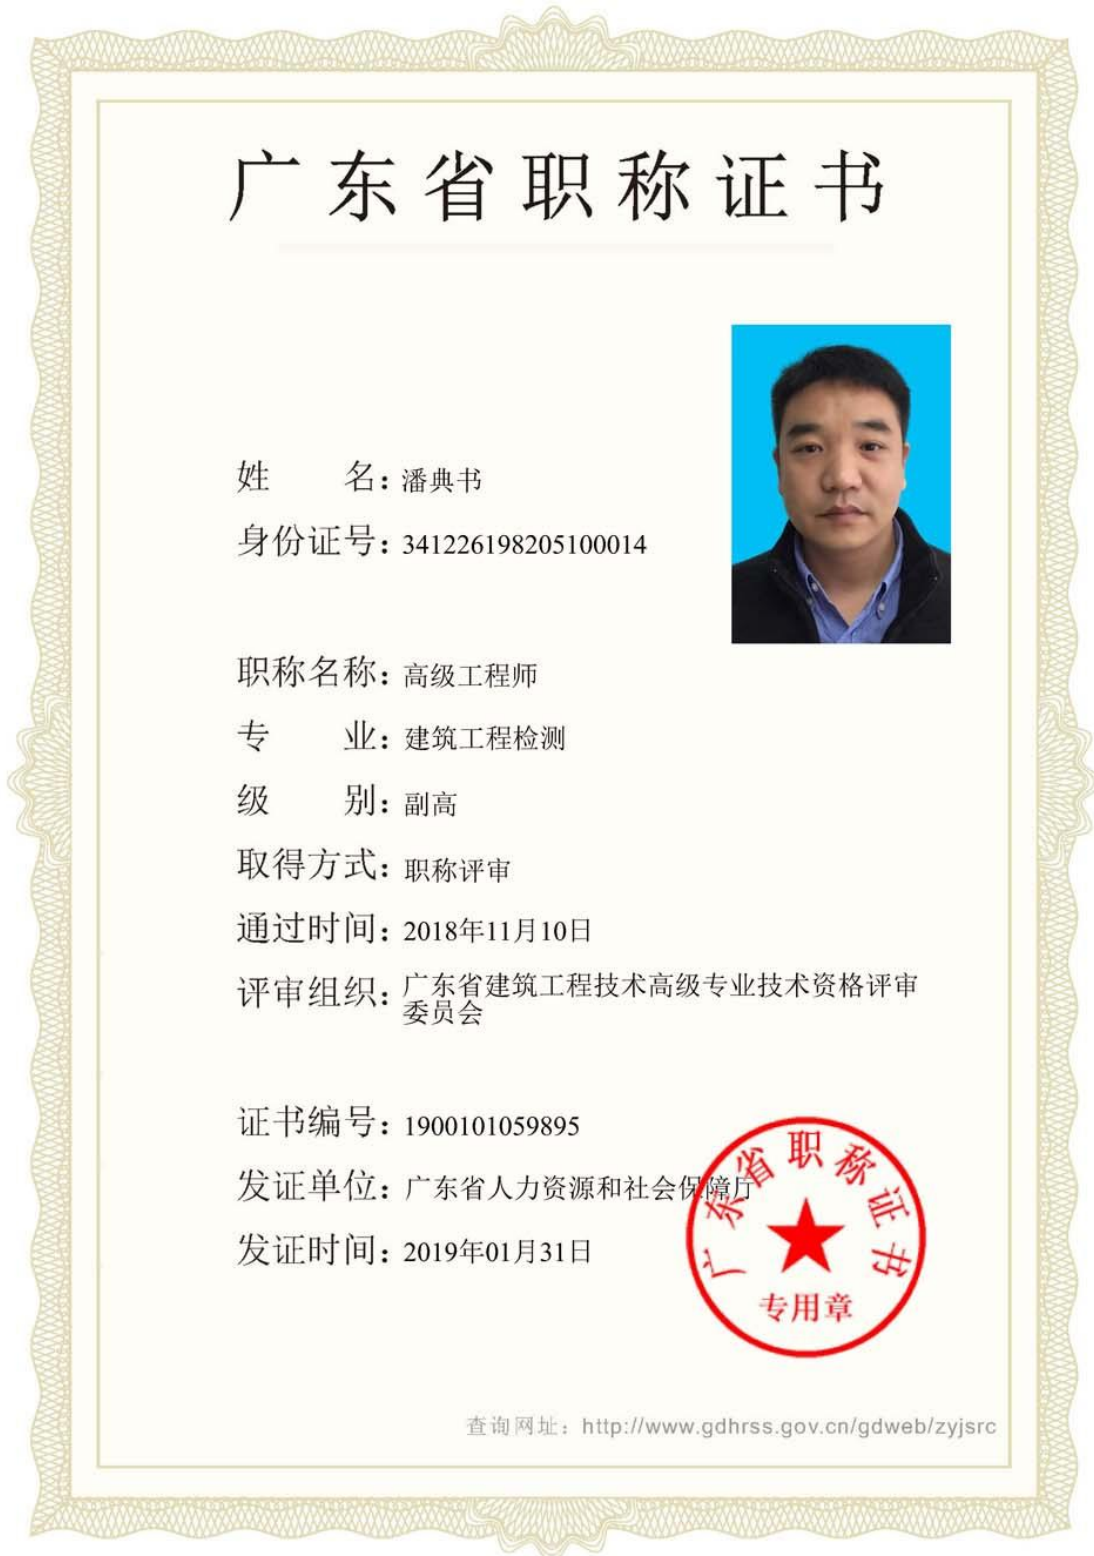 广东省职称证书
姓 名：潘典书
身份证号：341226198205100014
职称名称：高级工程师
专 业：建筑工程检测
级 别：副高
取得方式：职称评审
通过时间：2018年11月10日
评审组织：广东省建筑工程技术高级专业技术资格评审
委员会
证书编号：1900101059895
发证单位：广东省人力资源和社会保障厅
发证时间：2019年01月31日
广东省职称证书
专用章
查询网址：http://www.gdhrss.gov.cn/gdweb/zyjsrc